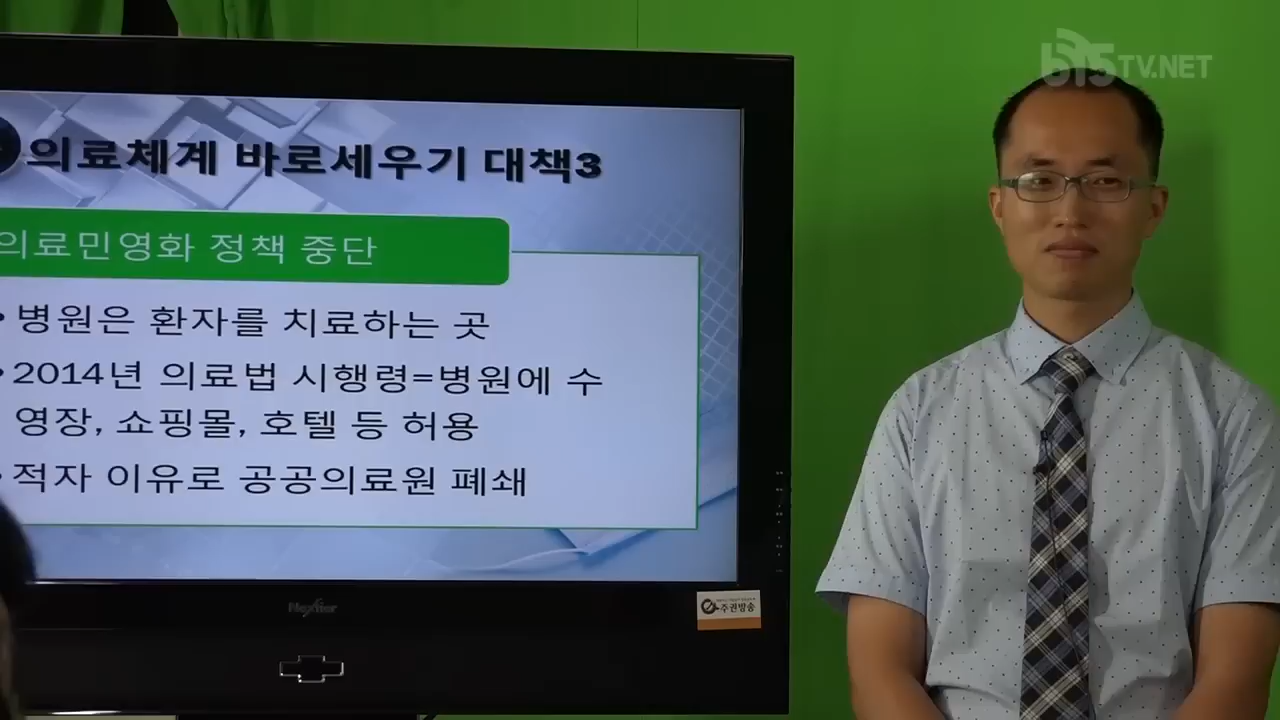 615TV.NET
의료체계 바로세우기 대책3
의료민영화 정책 중단
• 병원은 환자를 치료하는 곳
• 2014년 의료법 시행령=병원에 수
영장, 쇼핑몰, 호텔 등 허용
• 적자 이유로 공공의료원 폐쇄
Nexfier
주권방송